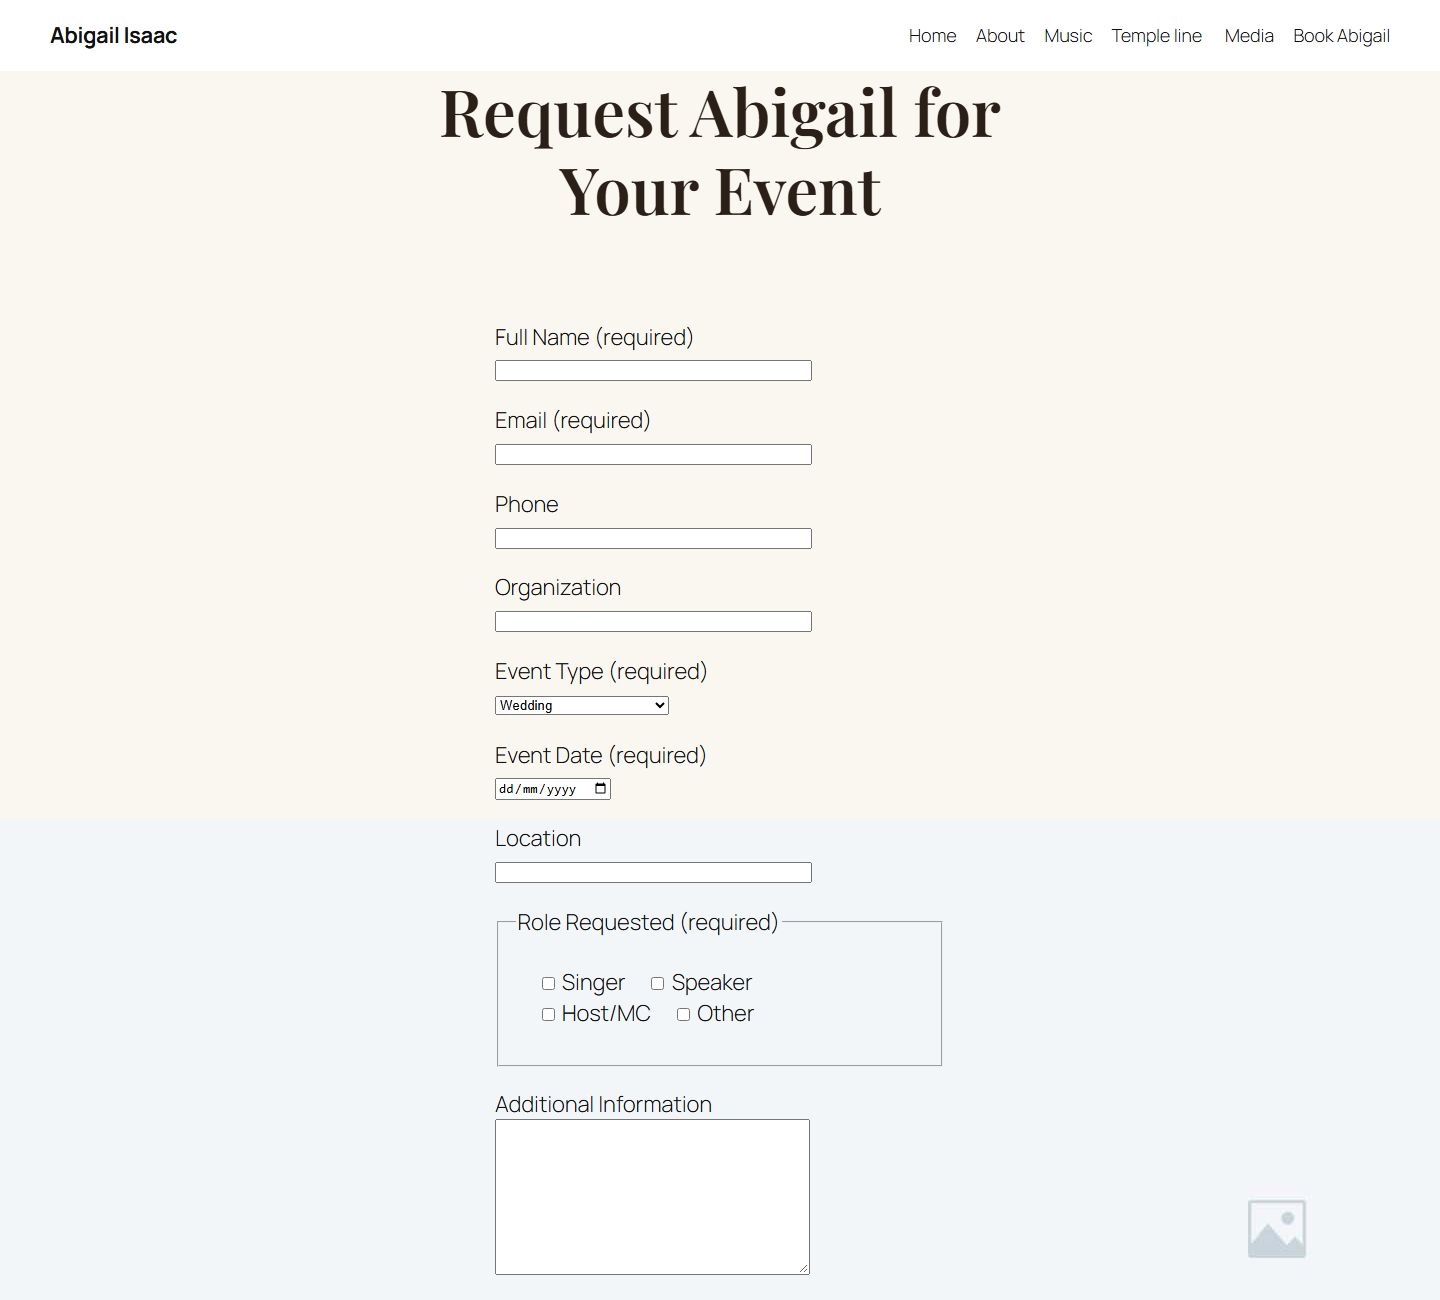 Abigail Isaac
Home About Music Temple line Media Book Abigail
Request Abigail for
Your Event
Full Name (required)
Email (required)
Phone
Organization
Event Type (required)
Wedding
Event Date (required)
dd/mm/yyyy
Location
Role Requested (required)
Singer Speaker
Host/MC Other
Additional Information